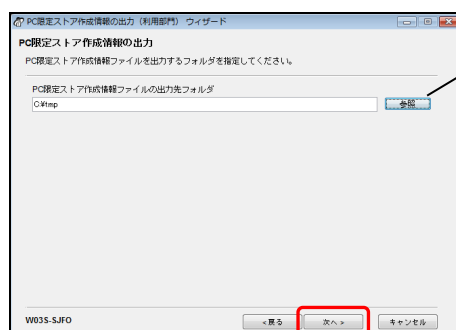 PC限定ストア作成情報の出力（利用部門） ウィザード
PC限定ストア作成情報の出力
PC限定ストア作成情報ファイルを出力するフォルダを指定してください。
PC限定ストア作成情報ファイルの出力先フォルダ
C:¥tmp
参照
W03S-SJFO
<戻る
次へ >
キャンセル